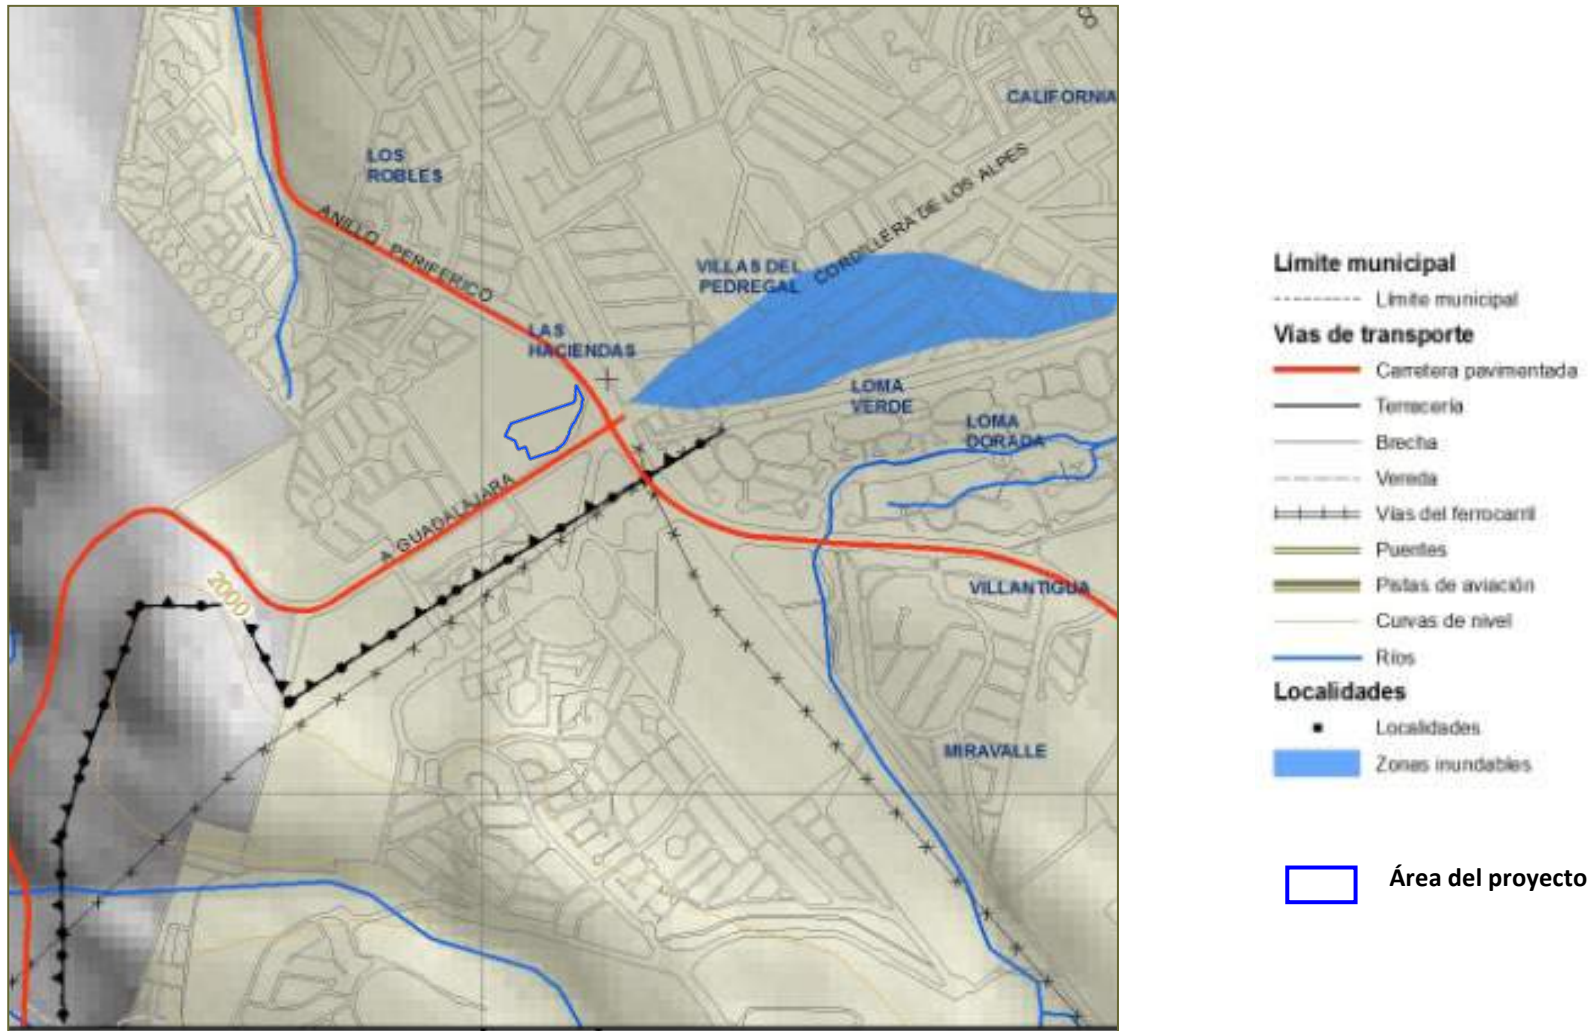 CALIFORNIA
LOS
ROBLES
ANILLO PERIFERICO
CORDILLERA DE LOS ALPES
VILLAS DEL
PEDREGAL
LAS
HACIENDAS
LOMA
VERDE
LOMA
DORADA
A GUADALAJARA
2000
VILLANTIGUA
MIRAVALLE
Límite municipal
Límite municipal
Vías de transporte
Carretera pavimentada
Terracería
Brecha
Vereda
Vías del ferrocarril
Puentes
Pistas de aviación
Curvas de nivel
Ríos
Localidades
Localidades
Zonas inundables
Área del proyecto